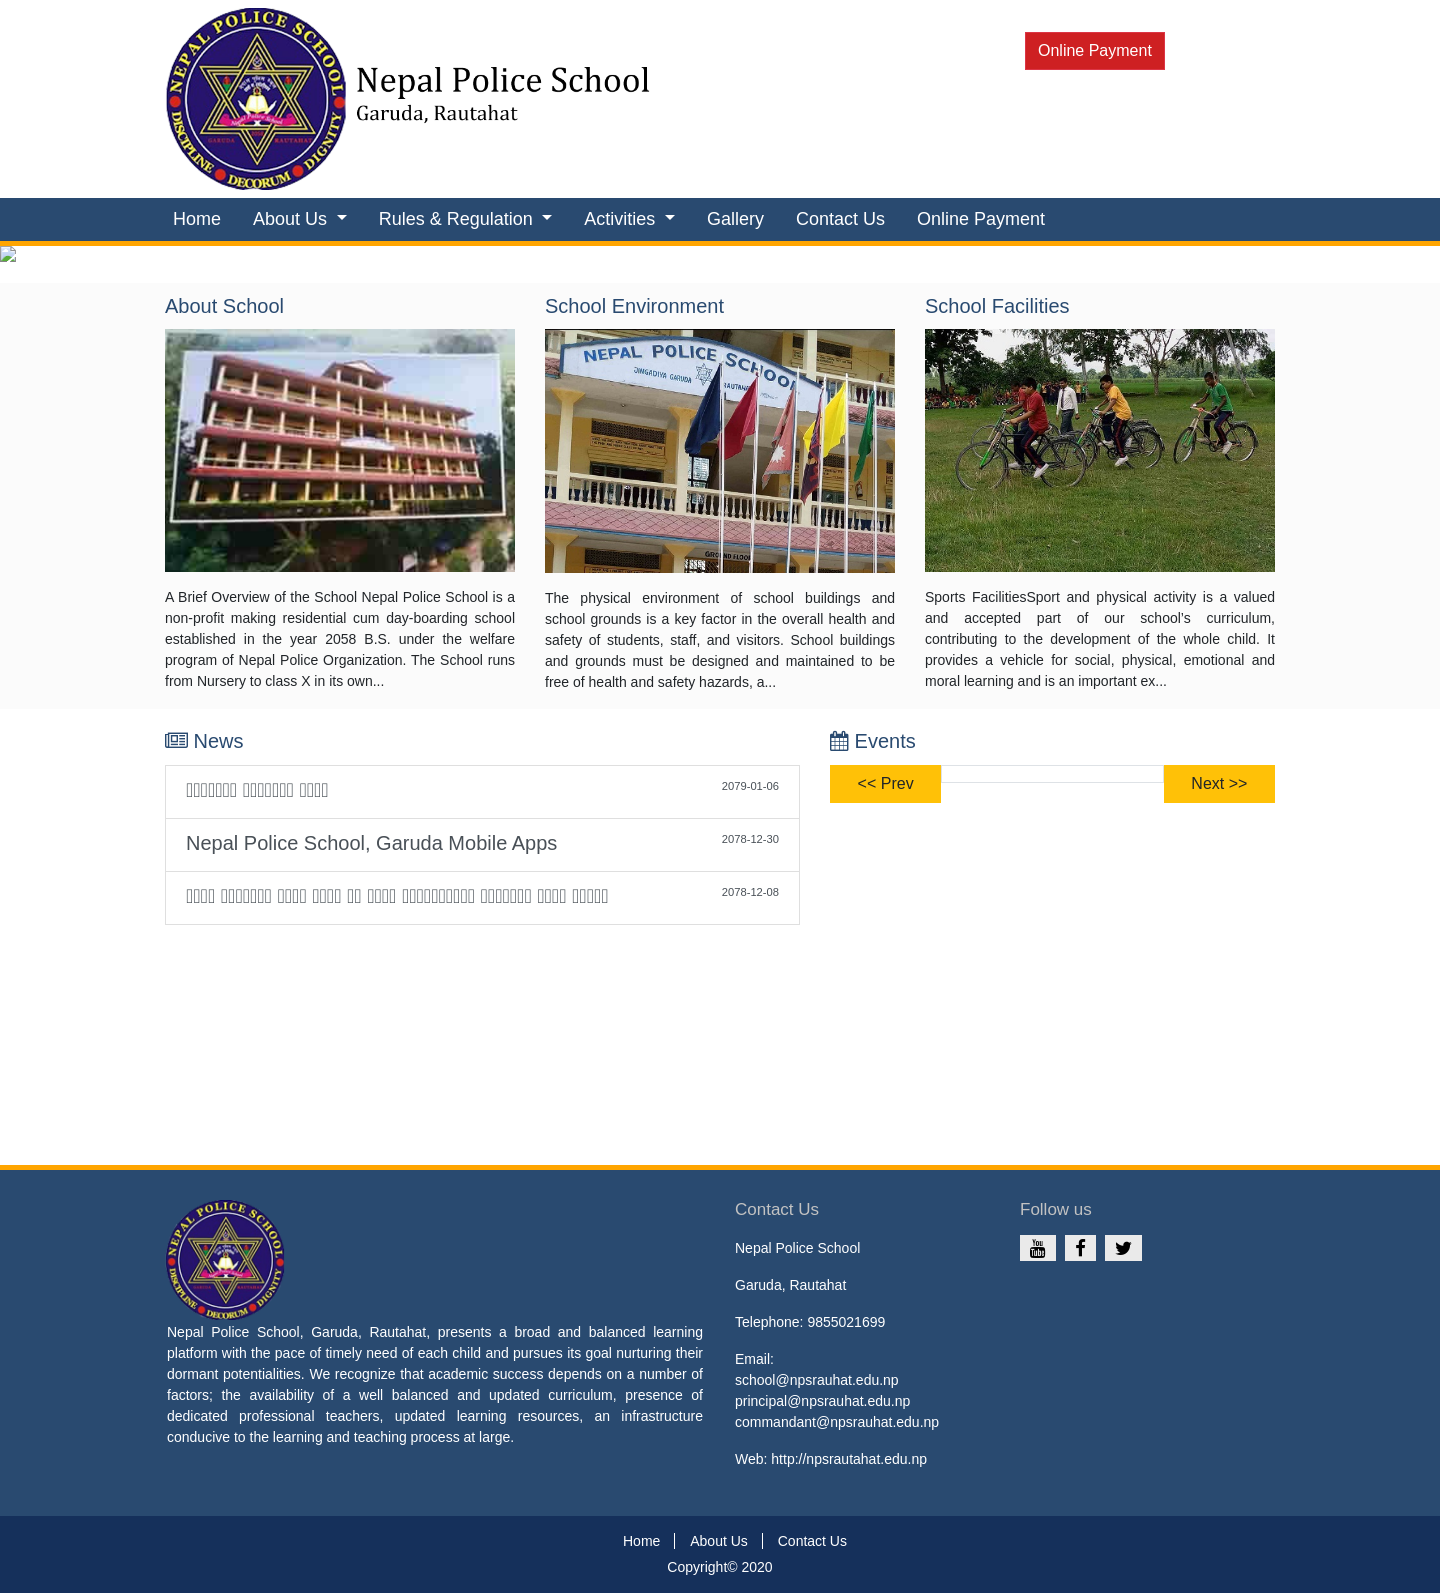 NEPAL POLICE SCHOOL
DISCIPLINE DECORUM DIGNITY
Nepal Police School
Garuda, Rautahat
Online Payment
Home About Us Rules & Regulation Activities Gallery Contact Us Online Payment
About School
School Environment
School Facilities
NEPAL POLICE SCHOOL
GROUND FLOOR
A Brief Overview of the School Nepal Police School is a
non-profit making residential cum day-boarding school
established in the year 2058 B.S. under the welfare
program of Nepal Police Organization. The School runs
from Nursery to class X in its own...
The physical environment of school buildings and
school grounds is a key factor in the overall health and
safety of students, staff, and visitors. School buildings
and grounds must be designed and maintained to be
free of health and safety hazards, a...
Sports FacilitiesSport and physical activity is a valued
and accepted part of our school's curriculum,
contributing to the development of the whole child. It
provides a vehicle for social, physical, emotional and
moral learning and is an important ex...
News
2079-01-06
Nepal Police School, Garuda Mobile Apps 2078-12-30
2078-12-08
Events
<< Prev
Next >>
NEPAL POLICE SCHOOL
DISCIPLINE DECORUM DIGNITY
Nepal Police School, Garuda, Rautahat, presents a broad and balanced learning
platform with the pace of timely need of each child and pursues its goal nurturing their
dormant potentialities. We recognize that academic success depends on a number of
factors; the availability of a well balanced and updated curriculum, presence of
dedicated professional teachers, updated learning resources, an infrastructure
conducive to the learning and teaching process at large.
Contact Us
Nepal Police School
Garuda, Rautahat
Telephone: 9855021699
Email:
school@npsrauhat.edu.np
principal@npsrauhat.edu.np
commandant@npsrauhat.edu.np
Web: http://npsrautahat.edu.np
Follow us
Home About Us Contact Us
Copyright© 2020